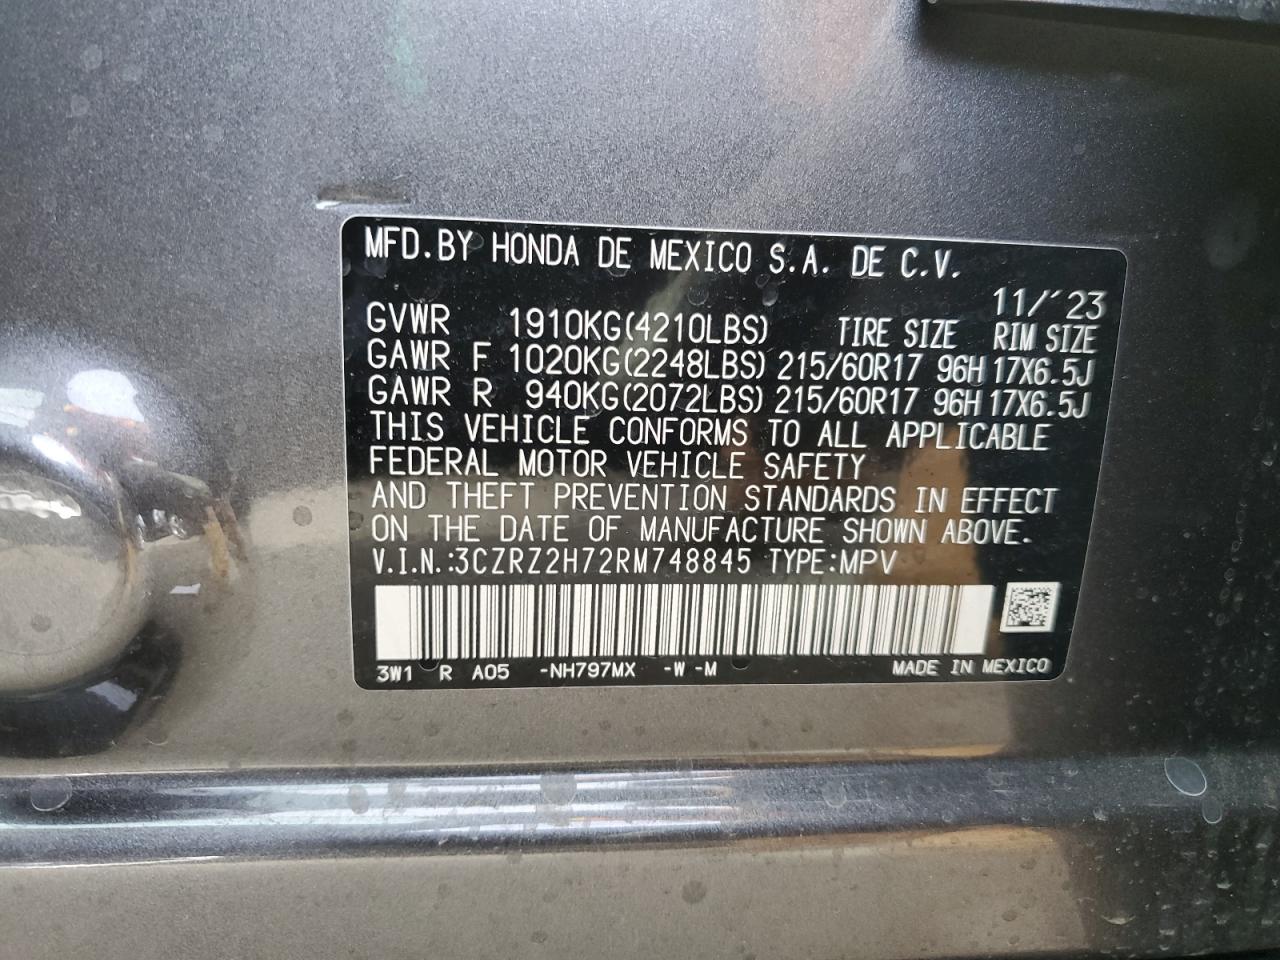 MFD.BY HONDA DE MEXICO S.A. DE C.V.
11/´23
GVWR 1910KG(4210LBS) TIRE SIZE RIM SIZE
GAWR F 1020KG(2248LBS) 215/60R17 96H 17X6.5J
GAWR R 940KG(2072LBS) 215/60R17 96H 17X6.5J
THIS VEHICLE CONFORMS TO ALL APPLICABLE
FEDERAL MOTOR VEHICLE SAFETY
AND THEFT PREVENTION STANDARDS IN EFFECT
ON THE DATE OF MANUFACTURE SHOWN ABOVE.
V.I.N.:3CZRZ2H72RM748845 TYPE:MPV
3W1 R A05 -NH797MX -W -M MADE IN MEXICO